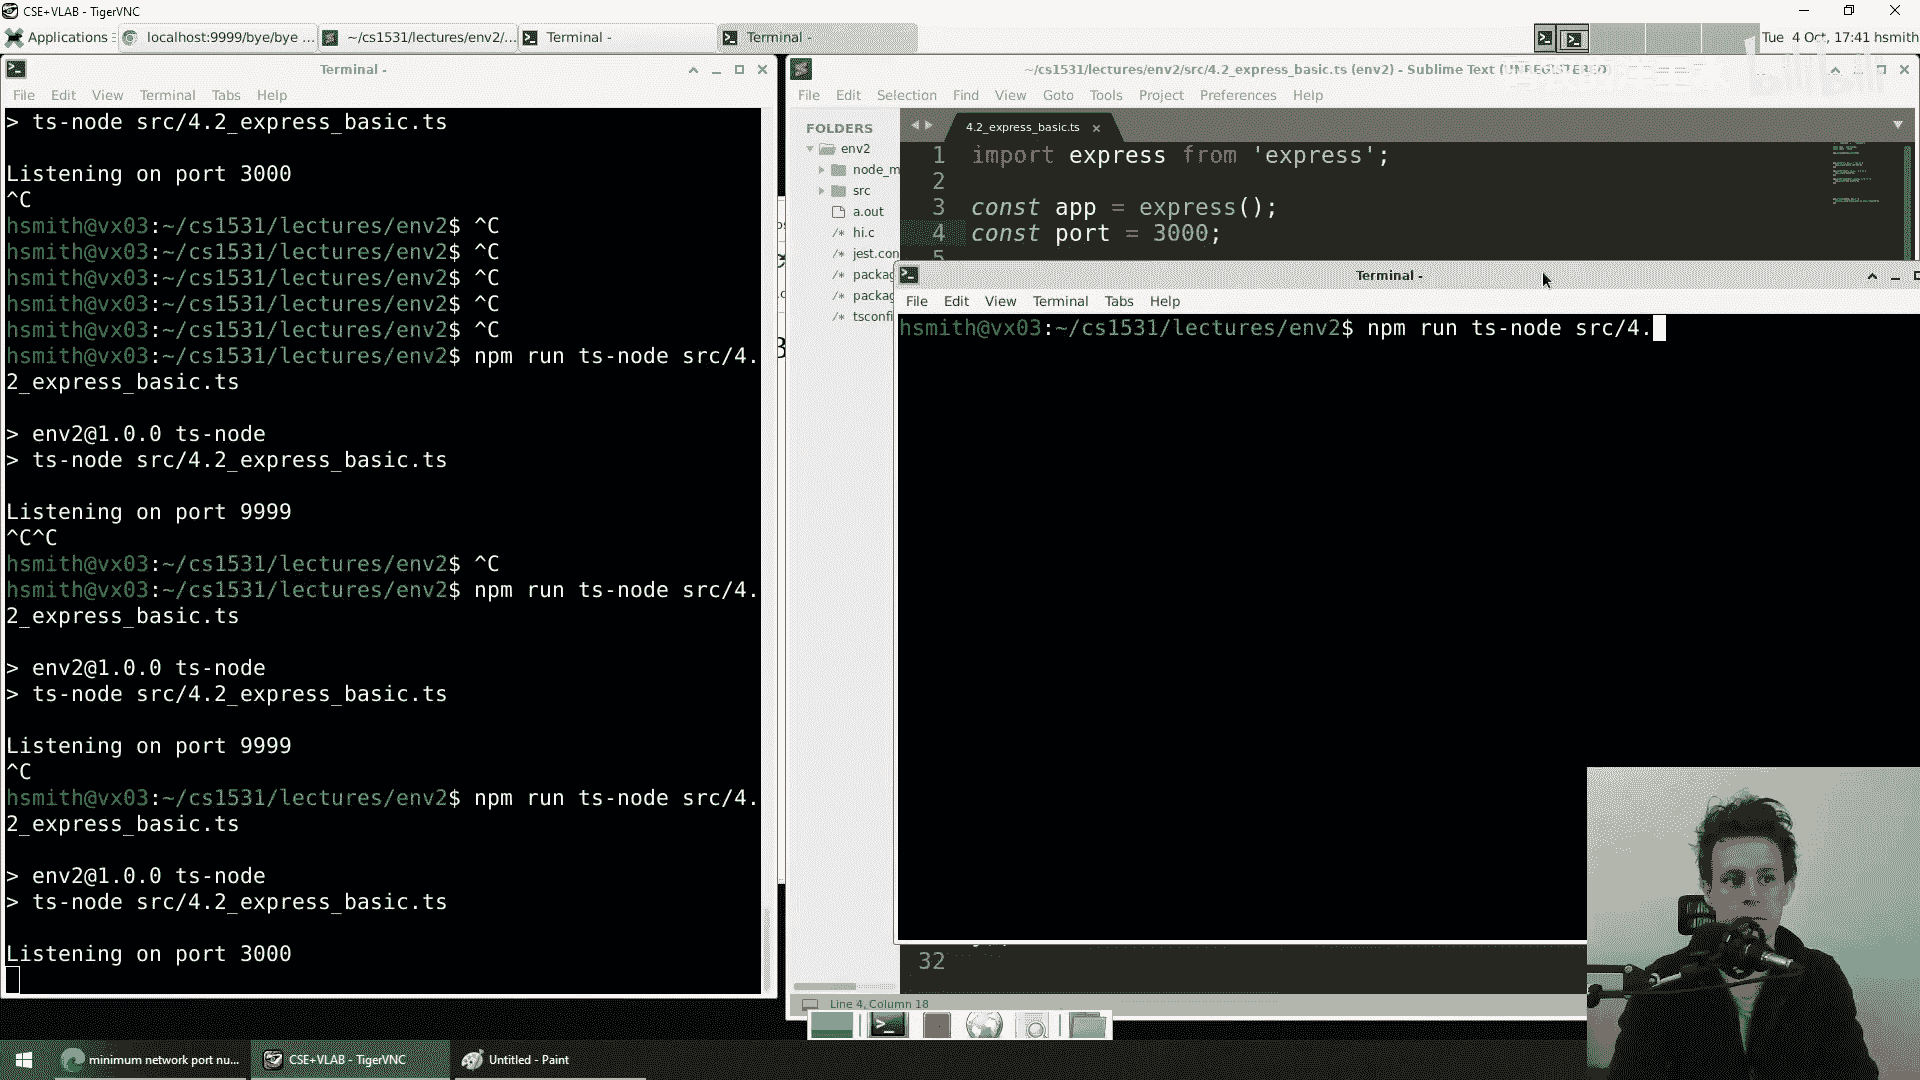 CSE+VLAB - TigerVNC
Applications
localhost:9999/bye/bye ...
~/cs1531/lectures/env2/...
Terminal -
Terminal -
Tue 4 Oct, 17:41 hsmith
Terminal -
File Edit View Terminal Tabs Help
> ts-node src/4.2_express_basic.ts
Listening on port 3000
^C
hsmith@vx03:~/cs1531/lectures/env2$ ^C
hsmith@vx03:~/cs1531/lectures/env2$ ^C
hsmith@vx03:~/cs1531/lectures/env2$ ^C
hsmith@vx03:~/cs1531/lectures/env2$ ^C
hsmith@vx03:~/cs1531/lectures/env2$ ^C
hsmith@vx03:~/cs1531/lectures/env2$ npm run ts-node src/4.
2_express_basic.ts
> env2@1.0.0 ts-node
> ts-node src/4.2_express_basic.ts
Listening on port 9999
^C^C
hsmith@vx03:~/cs1531/lectures/env2$ ^C
hsmith@vx03:~/cs1531/lectures/env2$ npm run ts-node src/4.
2_express_basic.ts
> env2@1.0.0 ts-node
> ts-node src/4.2_express_basic.ts
Listening on port 9999
^C
hsmith@vx03:~/cs1531/lectures/env2$ npm run ts-node src/4.
2_express_basic.ts
> env2@1.0.0 ts-node
> ts-node src/4.2_express_basic.ts
Listening on port 3000
~/cs1531/lectures/env2/src/4.2_express_basic.ts (env2) - Sublime Text (UNREGISTERED)
File Edit Selection Find View Goto Tools Project Preferences Help
FOLDERS
env2
node_m
src
a.out
/* hi.c
/* jest.con
/* packag
/* packag
/* tsconfi
4.2_express_basic.ts
1 import express from 'express';
2
3 const app = express();
4 const port = 3000;
5
Terminal -
File Edit View Terminal Tabs Help
hsmith@vx03:~/cs1531/lectures/env2$ npm run ts-node src/4.
32
Line 4, Column 18
minimum network port nu...
CSE+VLAB - TigerVNC
Untitled - Paint